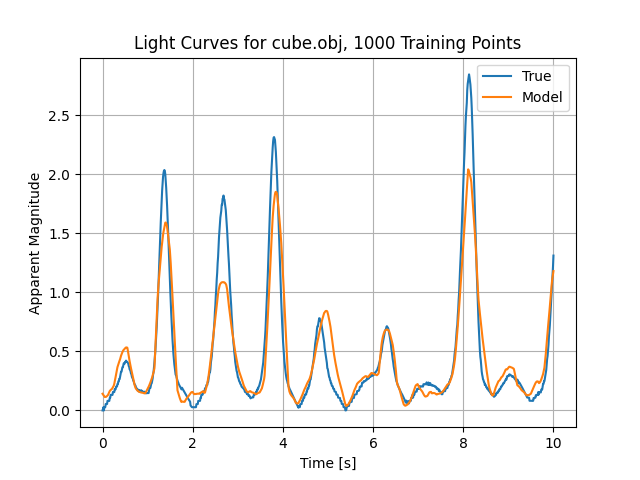 Light Curves for cube.obj, 1000 Training Points
True
Model
Apparent Magnitude
2.5
2.0
1.5
1.0
0.5
0.0
0 2 4 6 8 10
Time [s]